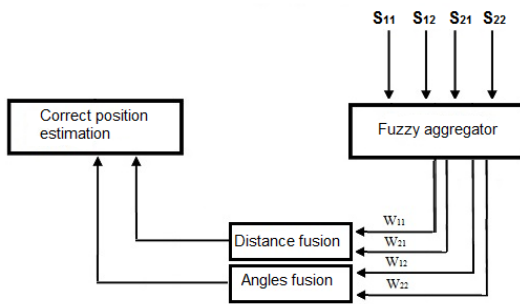 S11 S12 S21 S22
Correct position
estimation
Fuzzy aggregator
W11
Distance fusion
W21
W12
Angles fusion
W22